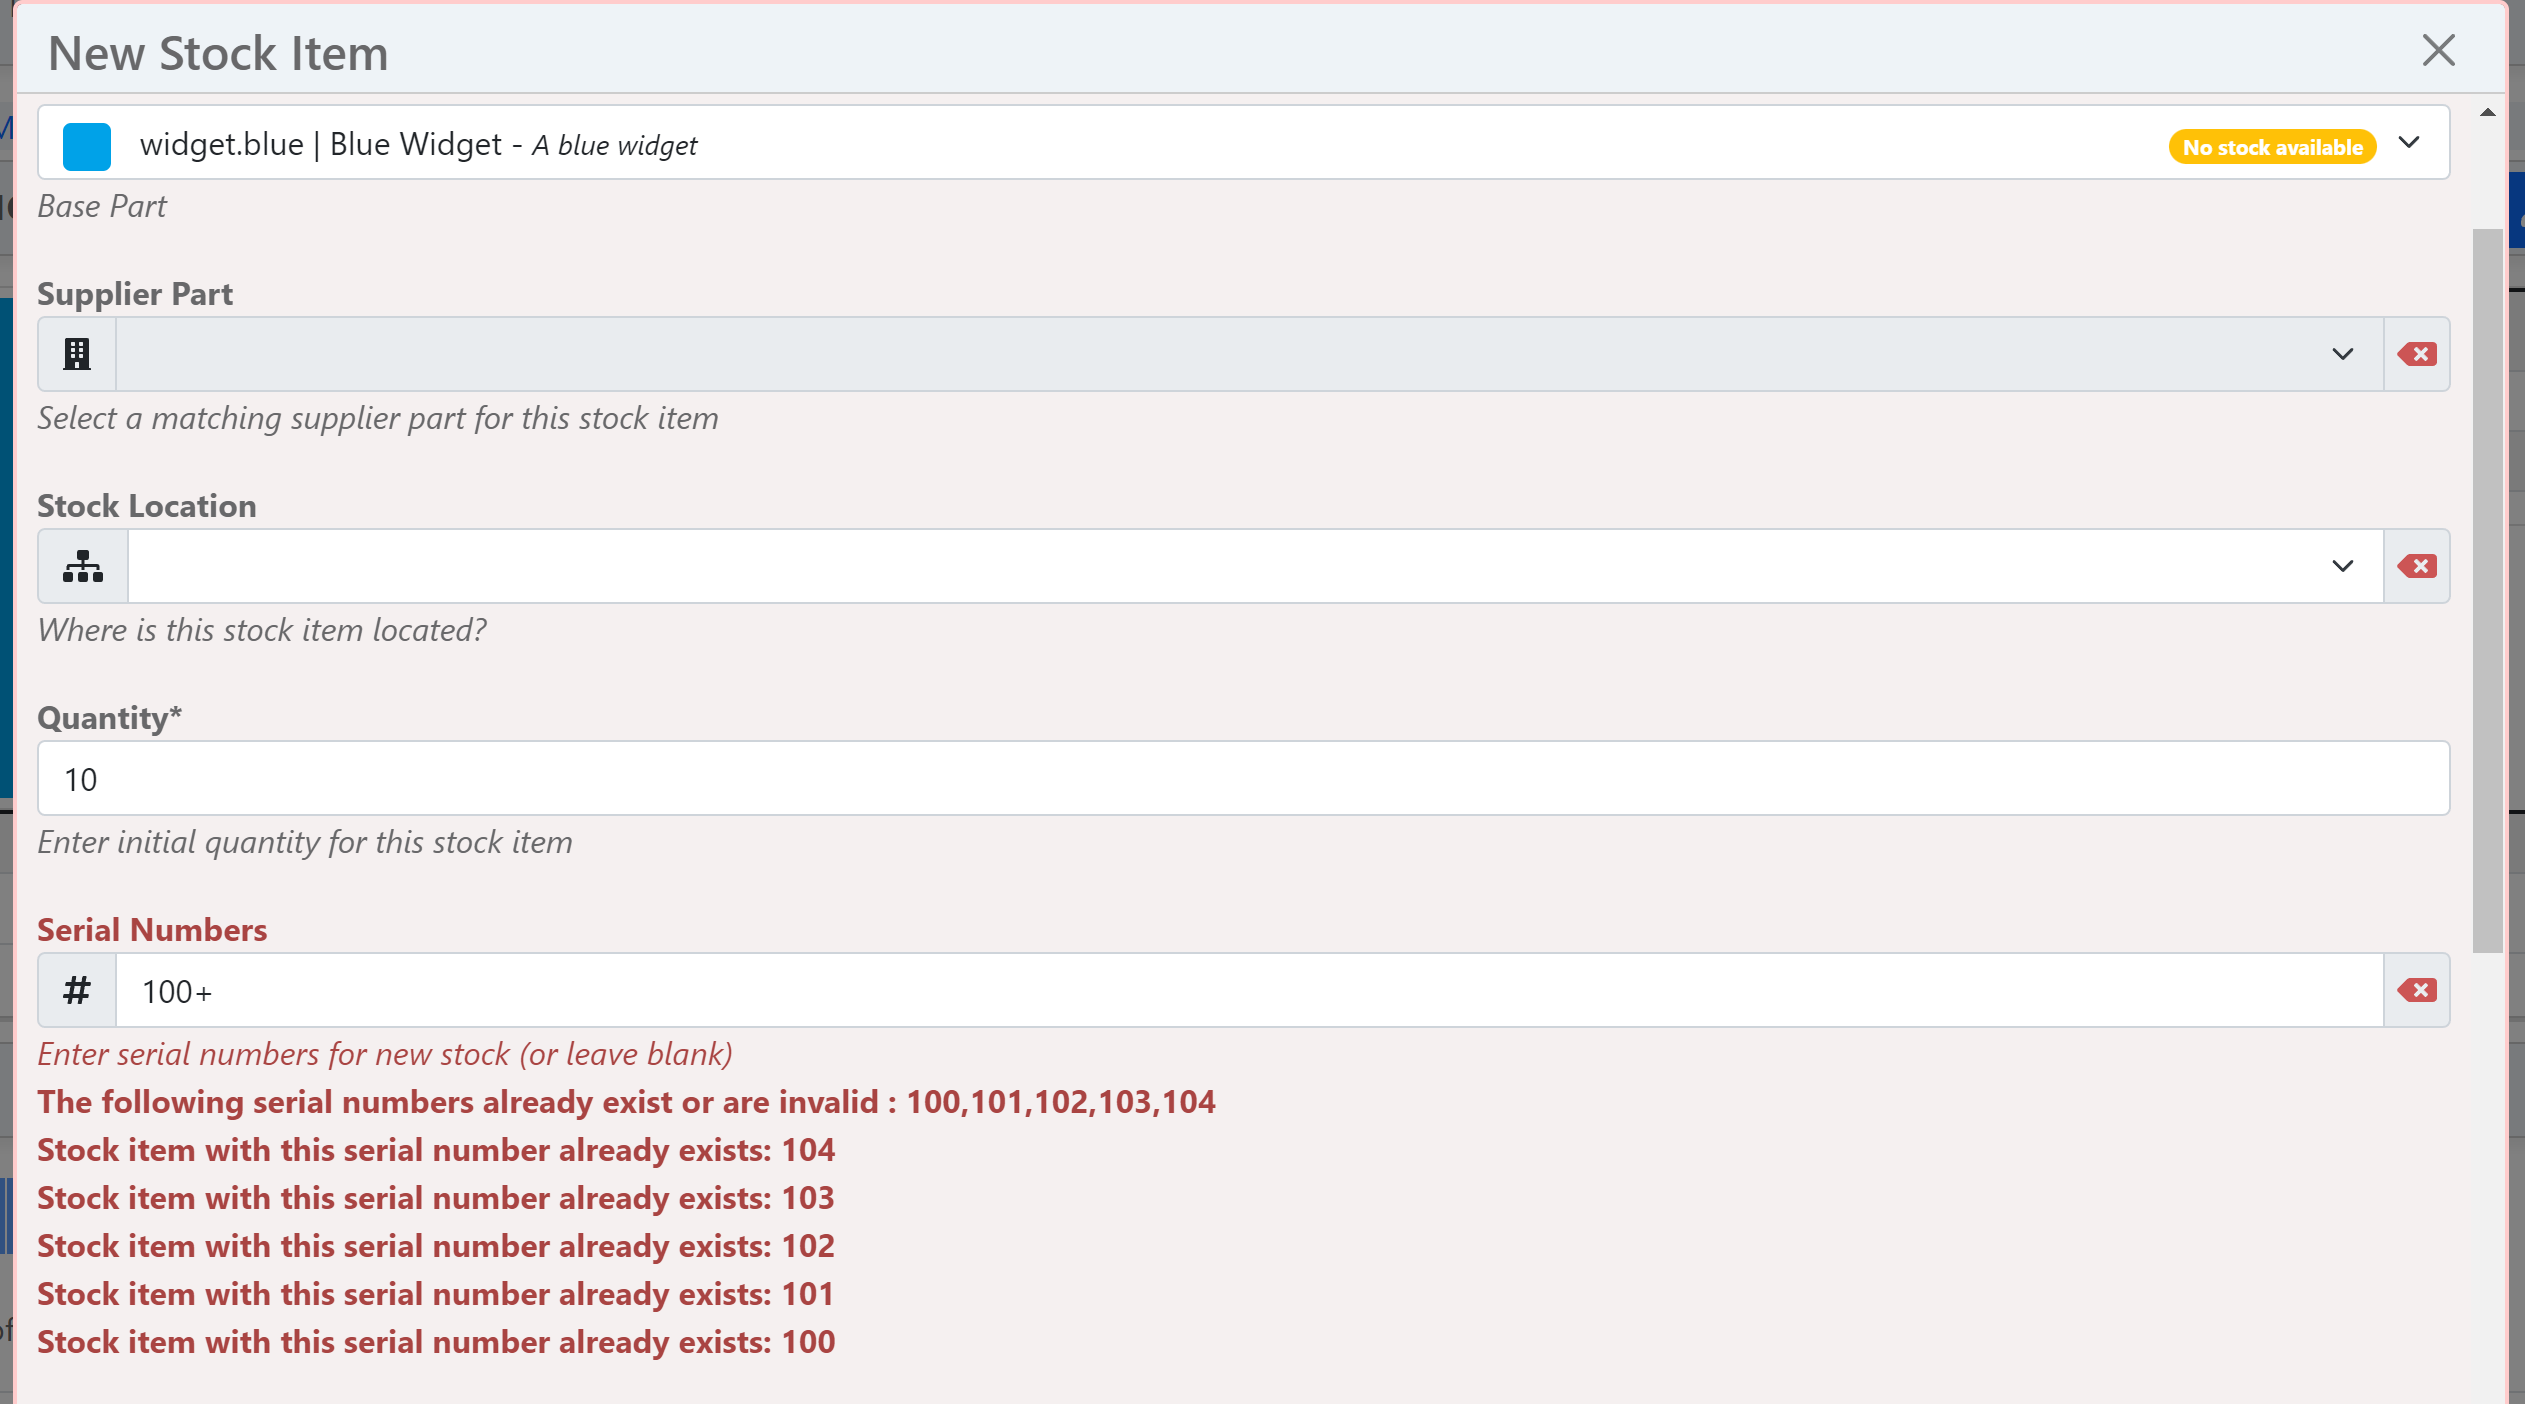 New Stock Item
widget.blue | Blue Widget - A blue widget
No stock available
Base Part
Supplier Part
Select a matching supplier part for this stock item
Stock Location
Where is this stock item located?
Quantity*
10
Enter initial quantity for this stock item
Serial Numbers
# 100+
Enter serial numbers for new stock (or leave blank)
The following serial numbers already exist or are invalid : 100,101,102,103,104
Stock item with this serial number already exists: 104
Stock item with this serial number already exists: 103
Stock item with this serial number already exists: 102
Stock item with this serial number already exists: 101
Stock item with this serial number already exists: 100